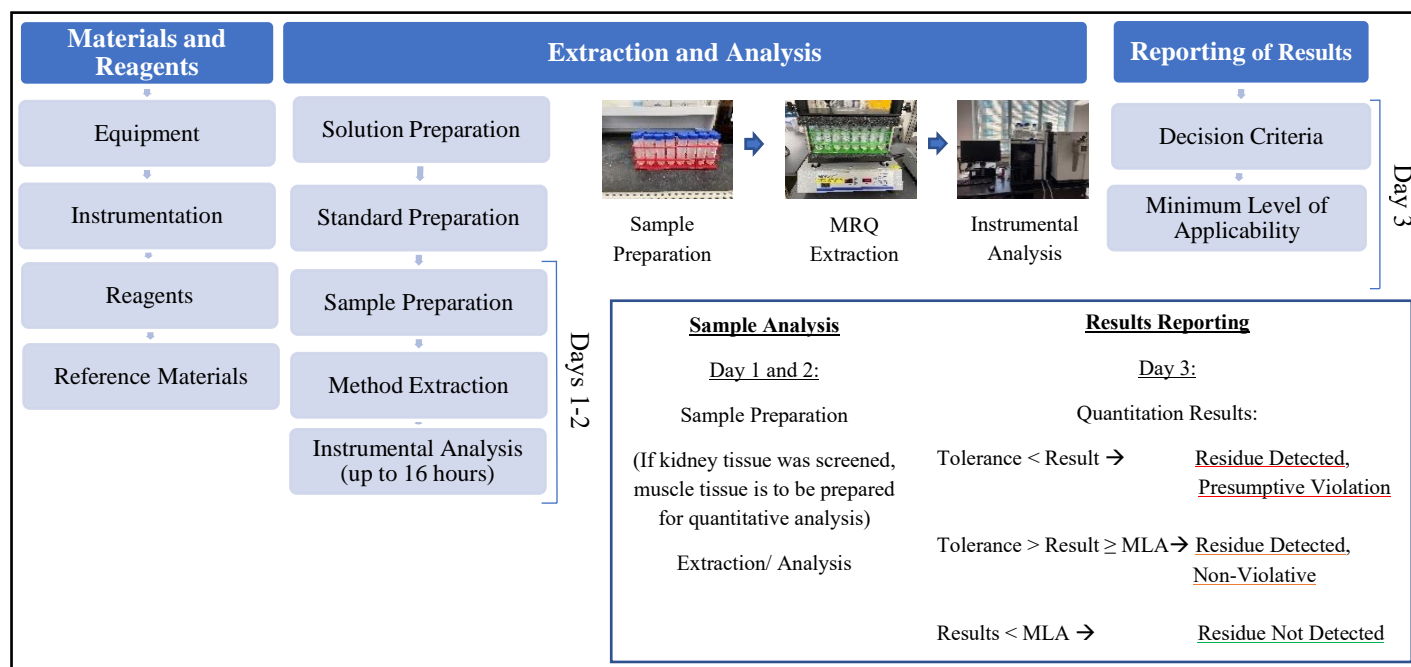 Materials and
Reagents
Equipment
Instrumentation
Reagents
Reference Materials
Extraction and Analysis
Solution Preparation
Standard Preparation
Sample Preparation
Method Extraction
Instrumental Analysis
(up to 16 hours)
Days 1-2
Sample
Preparation
MRQ
Extraction
Instrumental
Analysis
Reporting of Results
Decision Criteria
Minimum Level of
Applicability
Day 3
Sample Analysis
Day 1 and 2:
Sample Preparation
(If kidney tissue was screened,
muscle tissue is to be prepared
for quantitative analysis)
Extraction/ Analysis
Results Reporting
Day 3:
Quantitation Results:
Tolerance < Result → Residue Detected,
Presumptive Violation
Tolerance > Result ≥ MLA→ Residue Detected,
Non-Violative
Results < MLA → Residue Not Detected